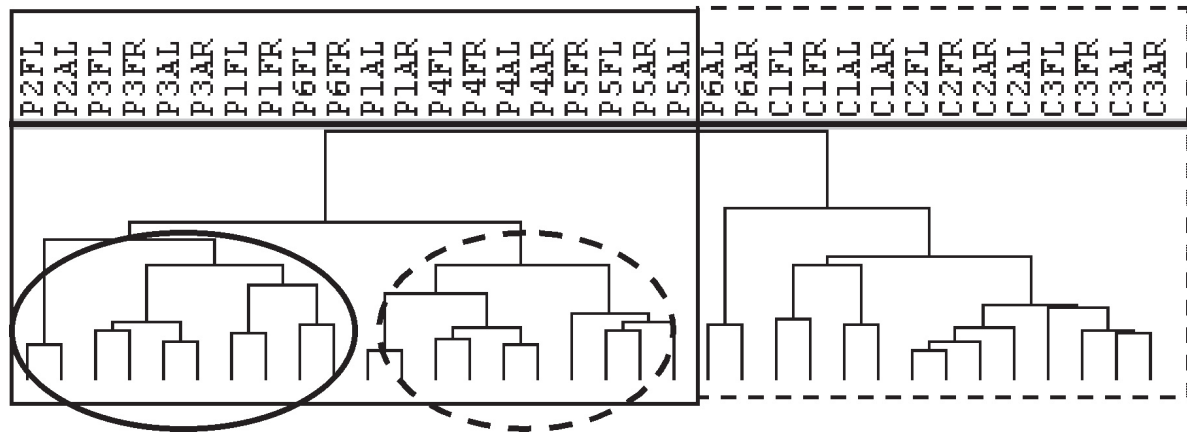 P2FL
P2AL
P3FL
P3FR
P3AL
P3AR
P1FL
P1FR
P6FL
P6FR
P1AL
P1AR
P4FL
P4FR
P4AL
P4AR
P5FR
P5FL
P5AR
P5AL
P6AL
P6AR
C1FL
C1FR
C1AL
C1AR
C2FL
C2FR
C2AR
C2AL
C3FL
C3FR
C3AL
C3AR